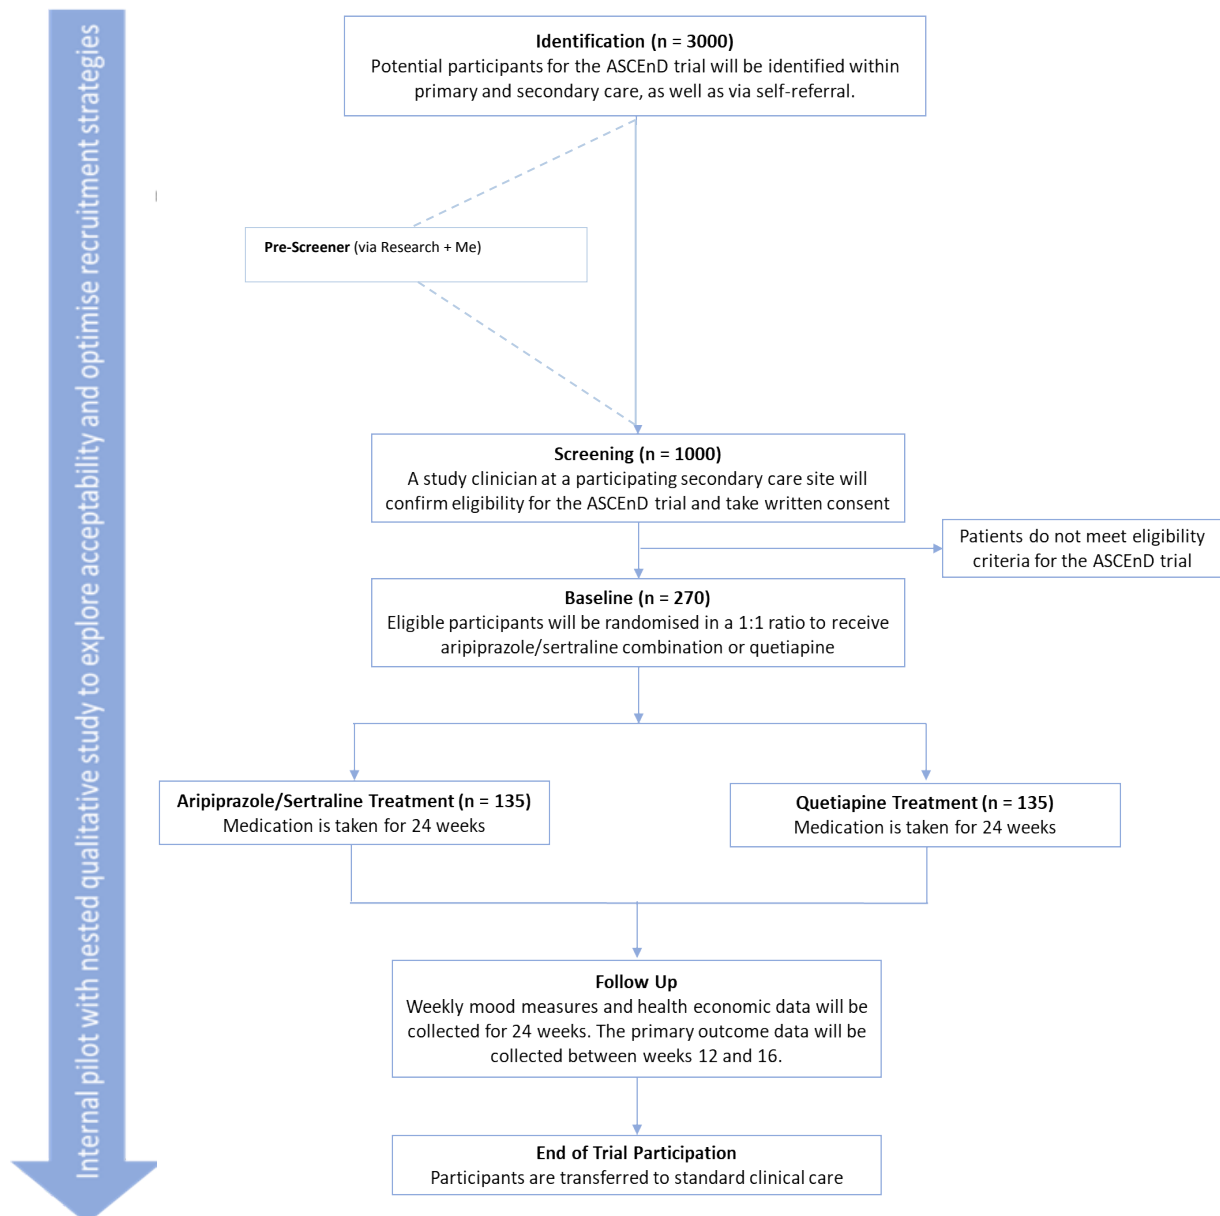 Internal pilot with nested qualitative study to explore acceptability and optimise recruitment strategies
Identification (n = 3000)
Potential participants for the ASCEnD trial will be identified within
primary and secondary care, as well as via self-referral.
Pre-Screener (via Research + Me)
Screening (n = 1000)
A study clinician at a participating secondary care site will
confirm eligibility for the ASCEnD trial and take written consent
Patients do not meet eligibility
criteria for the ASCEnD trial
Baseline (n = 270)
Eligible participants will be randomised in a 1:1 ratio to receive
aripiprazole/sertraline combination or quetiapine
Aripiprazole/Sertraline Treatment (n = 135)
Medication is taken for 24 weeks
Quetiapine Treatment (n = 135)
Medication is taken for 24 weeks
Follow Up
Weekly mood measures and health economic data will be
collected for 24 weeks. The primary outcome data will be
collected between weeks 12 and 16.
End of Trial Participation
Participants are transferred to standard clinical care